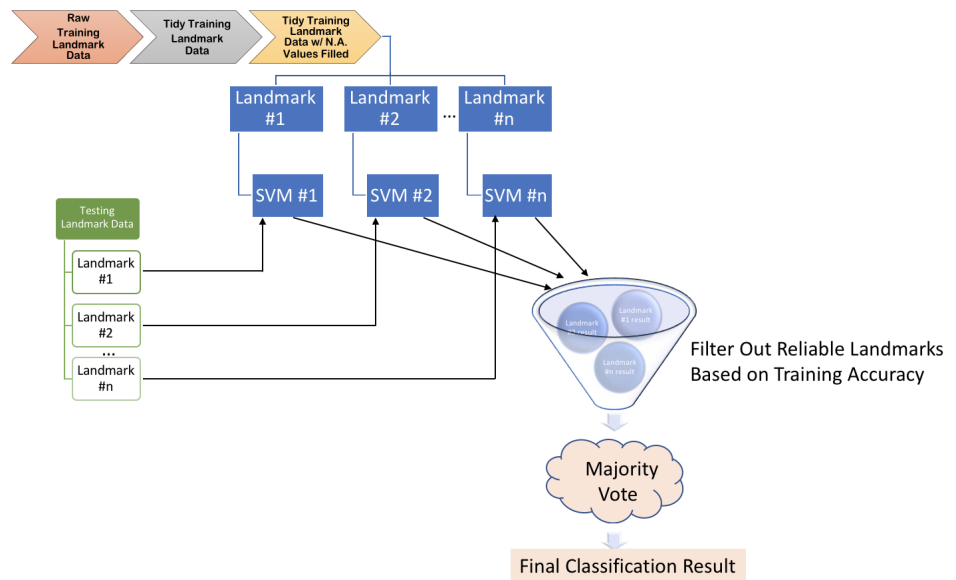 Raw
Training
Landmark
Data
Tidy Training
Landmark
Data
Tidy Training
Landmark
Data w/ N.A.
Values Filled
Landmark
#1
Landmark
#2
...
Landmark
#n
SVM #1
SVM #2
SVM #n
Testing
Landmark Data
Landmark
#1
Landmark
#2
...
Landmark
#n
Landmark
#1 result
Landmark
result
Landmark
#n result
Filter Out Reliable Landmarks
Based on Training Accuracy
Majority
Vote
Final Classification Result